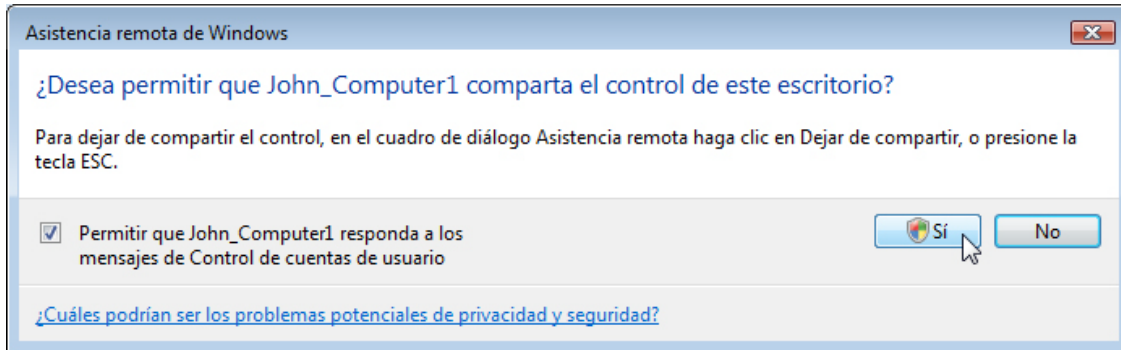 Asistencia remota de Windows
¿Desea permitir que John_Computer1 comparta el control de este escritorio?
Para dejar de compartir el control, en el cuadro de diálogo Asistencia remota haga clic en Dejar de compartir, o presione la
tecla ESC.
Permitir que John_Computer1 responda a los
mensajes de Control de cuentas de usuario
Sí
No
¿Cuáles podrían ser los problemas potenciales de privacidad y seguridad?